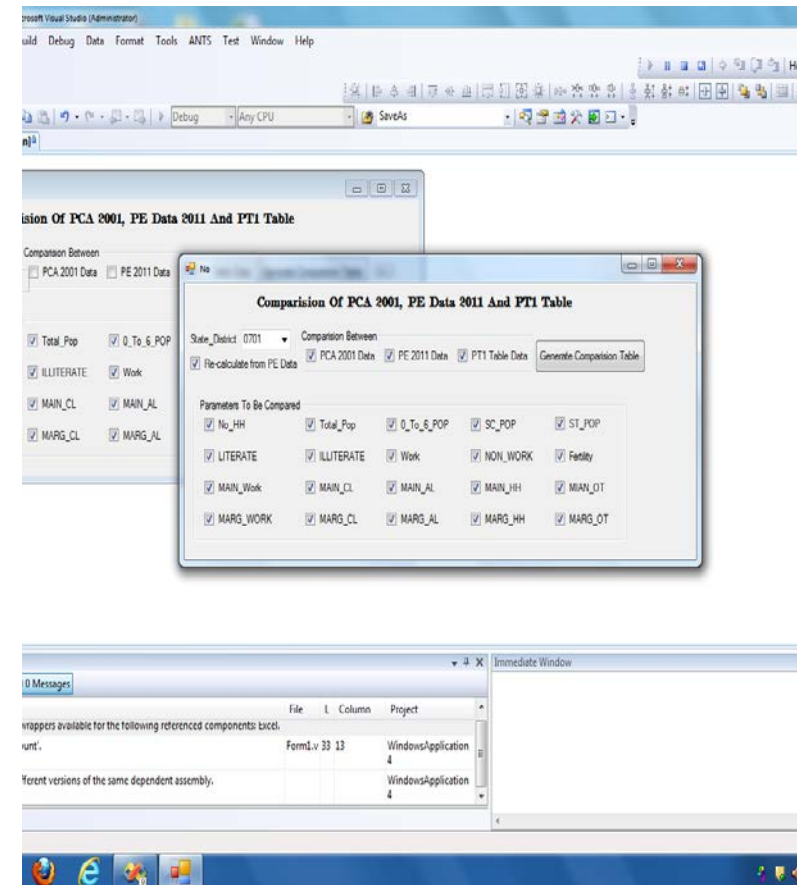 crosoft Visual Studio (Administrator)
uild Debug Data Format Tools ANTS Test Window Help
Debug Any CPU SaveAs
ision Of PCA 2001, PE Data 2011 And PT1 Table
Comparision Between
PCA 2001 Data PE 2011 Data
Total_Pop 0_To_6_POP
ILLITERATE Work
MAIN_CL MAIN_AL
MARG_CL MARG_AL
No
Comparision Of PCA 2001, PE Data 2011 And PT1 Table
State_District 0701 Comparision Between
Re-calculate from PE Data PCA 2001 Data PE 2011 Data PT1 Table Data Generate Comparision Table
Parameters To Be Compared
No_HH Total_Pop 0_To_6_POP SC_POP ST_POP
LITERATE ILLITERATE Work NON_WORK Fertility
MAIN_Work MAIN_CL MAIN_AL MAIN_HH MIAN_OT
MARG_WORK MARG_CL MARG_AL MARG_HH MARG_OT
Immediate Window
0 Messages
File L Column Project
wrappers available for the following referenced components: Excel.
ount'. Form1.v 33 13 WindowsApplication
4
fferent versions of the same dependent assembly. WindowsApplication
4